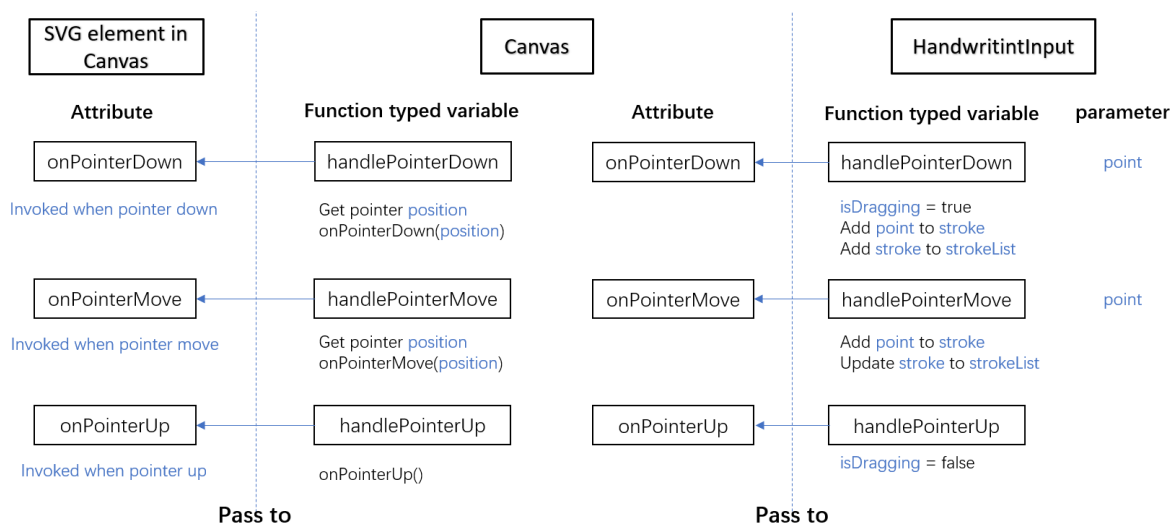 SVG element in
Canvas
Canvas
HandwritintInput
Attribute
Function typed variable
Attribute
Function typed variable
parameter
onPointerDown
handlePointerDown
onPointerDown
handlePointerDown
point
Invoked when pointer down
Get pointer position
onPointerDown(position)
isDragging = true
Add point to stroke
Add stroke to strokeList
onPointerMove
handlePointerMove
onPointerMove
handlePointerMove
point
Invoked when pointer move
Get pointer position
onPointerMove(position)
Add point to stroke
Update stroke to strokeList
onPointerUp
handlePointerUp
onPointerUp
handlePointerUp
Invoked when pointer up
onPointerUp()
isDragging = false
Pass to
Pass to